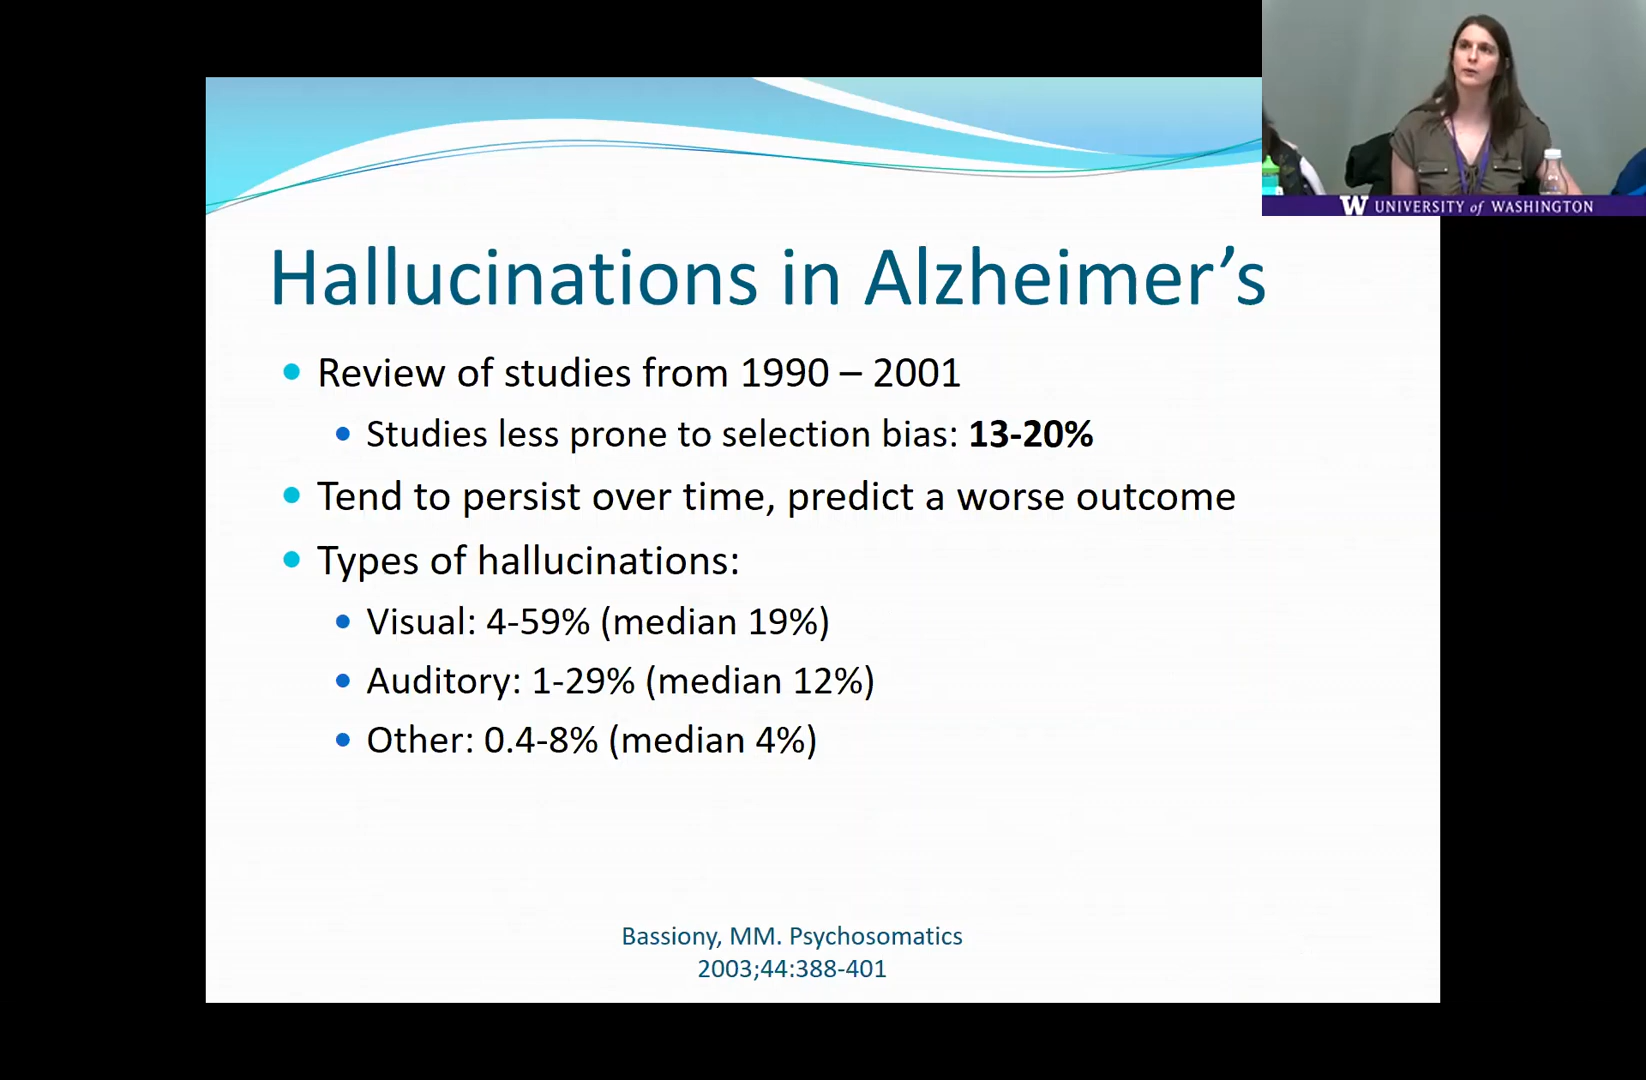 W UNIVERSITY of WASHINGTON
Hallucinations in Alzheimer’s
Review of studies from 1990 – 2001
Studies less prone to selection bias: 13-20%
Tend to persist over time, predict a worse outcome
Types of hallucinations:
Visual: 4-59% (median 19%)
Auditory: 1-29% (median 12%)
Other: 0.4-8% (median 4%)
Bassiony, MM. Psychosomatics
2003;44:388-401